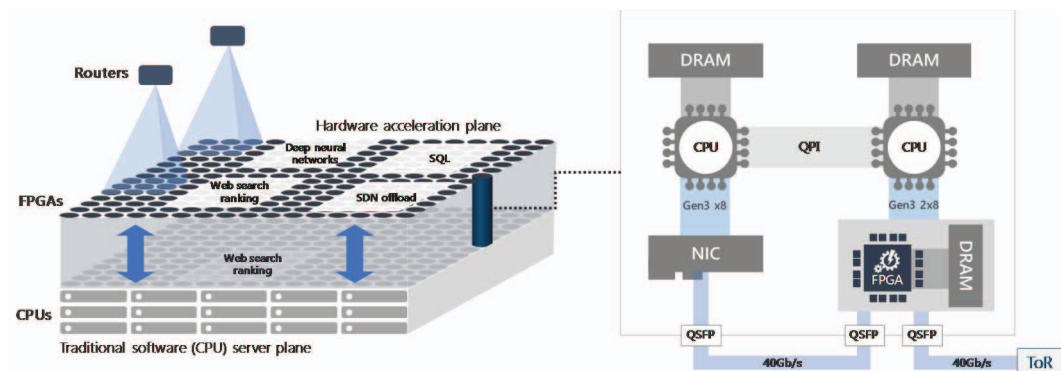 Routers
Hardware acceleration plane
Deep neural
networks
SQL
Web search
ranking
FPGAs
SDN offload
Web search
ranking
CPUs
Traditional software (CPU) server plane
DRAM
DRAM
CPU
QPI
CPU
Gen3 x8
Gen3 2x8
NIC
FPGA
DRAM
QSFP
QSFP
QSFP
40Gb/s
40Gb/s
ToR